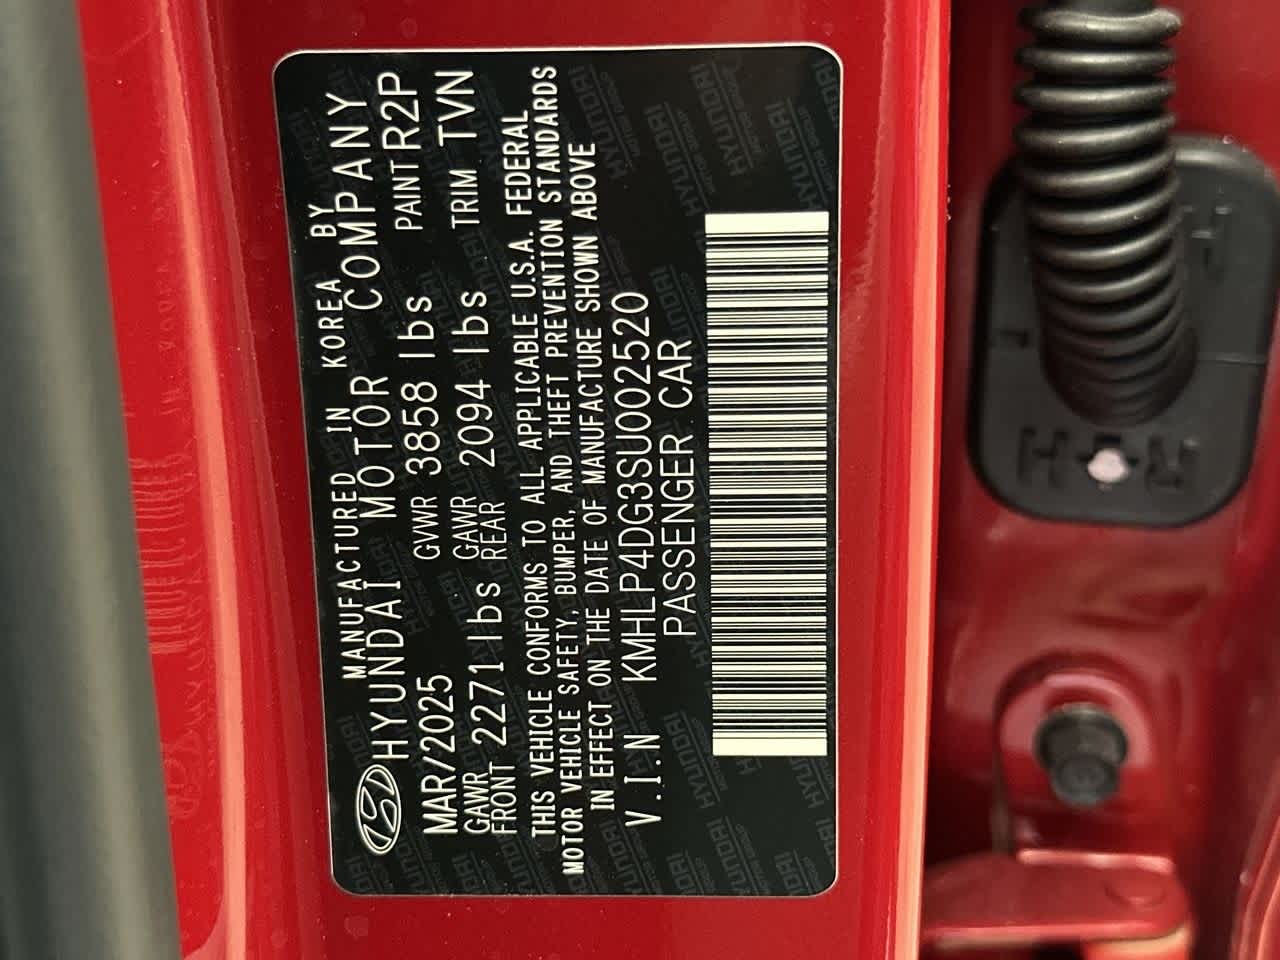 MANUFACTURED IN KOREA BY
HYUNDAI MOTOR COMPANY
MAR/2025 GVWR 3858 lbs PAINT R2P
GAWR FRONT 2271 lbs GAWR REAR 2094 lbs TRIM TVN
THIS VEHICLE CONFORMS TO ALL APPLICABLE U.S.A. FEDERAL
MOTOR VEHICLE SAFETY, BUMPER, AND THEFT PREVENTION STANDARDS
IN EFFECT ON THE DATE OF MANUFACTURE SHOWN ABOVE
V.I.N KMHLP4DG3SU002520
PASSENGER CAR